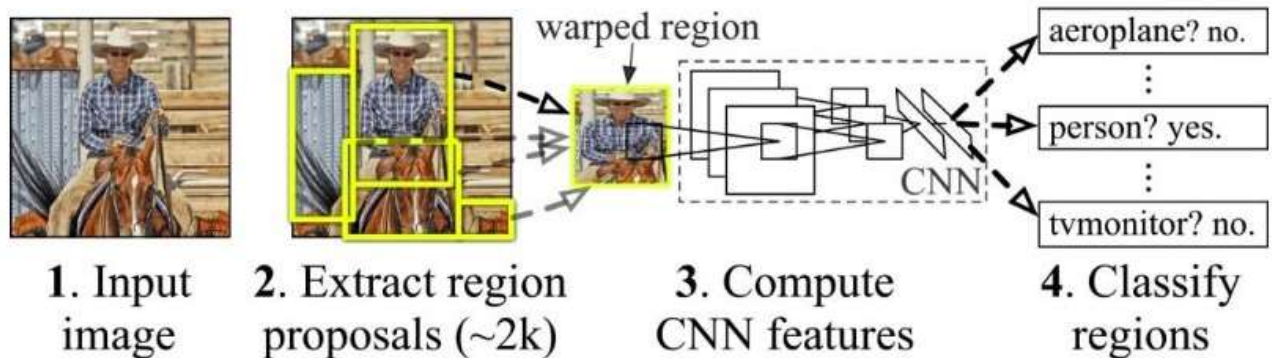 warped region
aeroplane? no.
person? yes.
CNN
tvmonitor? no.
1. Input
image
2. Extract region
proposals (~2k)
3. Compute
CNN features
4. Classify
regions